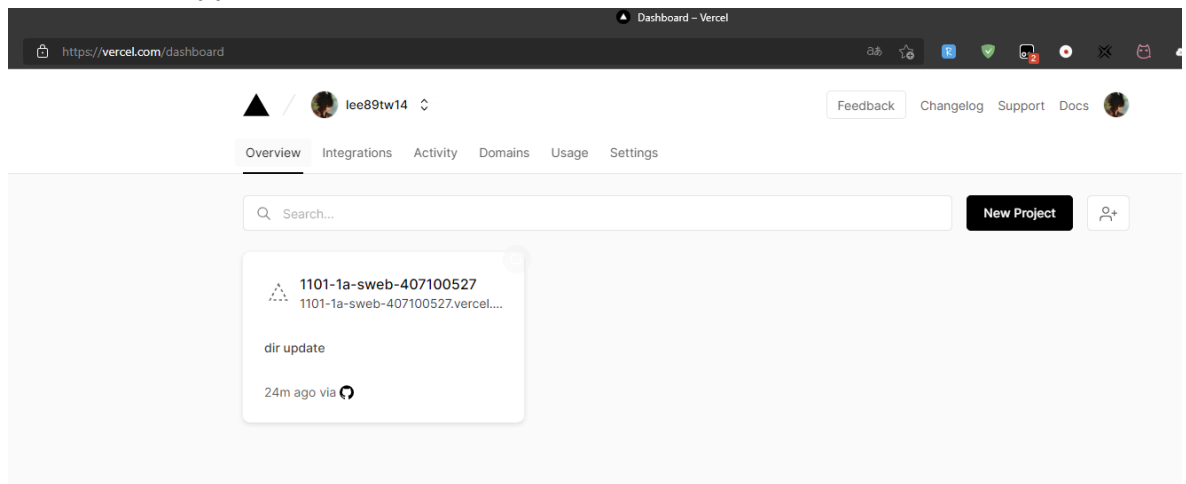 Dashboard – Vercel
https://vercel.com/dashboard
lee89tw14
Feedback Changelog Support Docs
Overview Integrations Activity Domains Usage Settings
Search...
New Project
1101-1a-sweb-407100527
1101-1a-sweb-407100527.vercel....
dir update
24m ago via